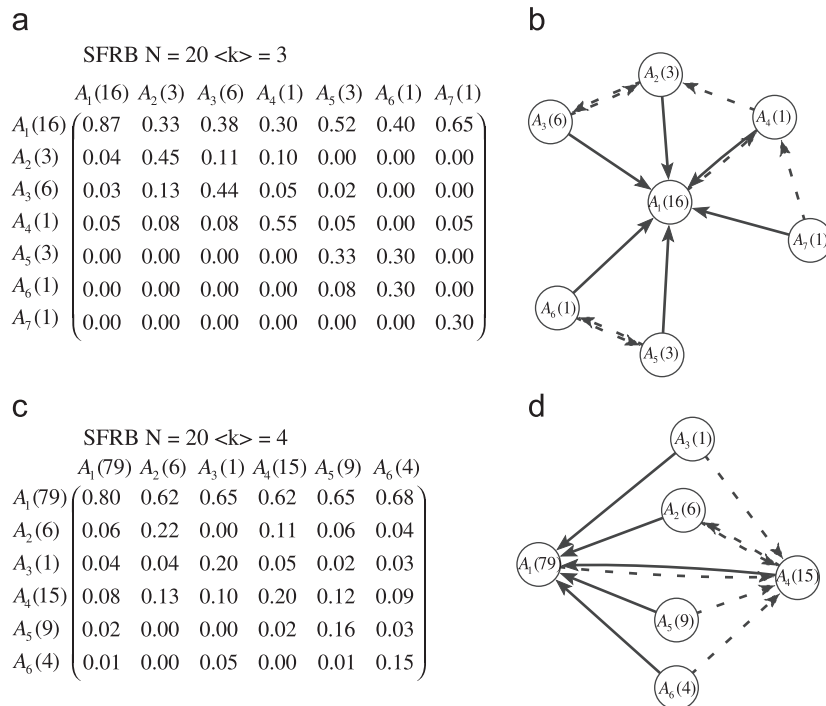 a
SFRB N = 20 <k> = 3
A1(16) A2(3) A3(6) A4(1) A5(3) A6(1) A7(1)
A1(16) 0.87 0.33 0.38 0.30 0.52 0.40 0.65
A2(3) 0.04 0.45 0.11 0.10 0.00 0.00 0.00
A3(6) 0.03 0.13 0.44 0.05 0.02 0.00 0.00
A4(1) 0.05 0.08 0.08 0.55 0.05 0.00 0.05
A5(3) 0.00 0.00 0.00 0.00 0.33 0.30 0.00
A6(1) 0.00 0.00 0.00 0.00 0.08 0.30 0.00
A7(1) 0.00 0.00 0.00 0.00 0.00 0.00 0.30
b
A2(3)
A3(6)
A4(1)
A1(16)
A7(1)
A6(1)
A5(3)
c
SFRB N = 20 <k> = 4
A1(79) A2(6) A3(1) A4(15) A5(9) A6(4)
A1(79) 0.80 0.62 0.65 0.62 0.65 0.68
A2(6) 0.06 0.22 0.00 0.11 0.06 0.04
A3(1) 0.04 0.04 0.20 0.05 0.02 0.03
A4(15) 0.08 0.13 0.10 0.20 0.12 0.09
A5(9) 0.02 0.00 0.00 0.02 0.16 0.03
A6(4) 0.01 0.00 0.05 0.00 0.01 0.15
d
A3(1)
A2(6)
A1(79)
A4(15)
A5(9)
A6(4)